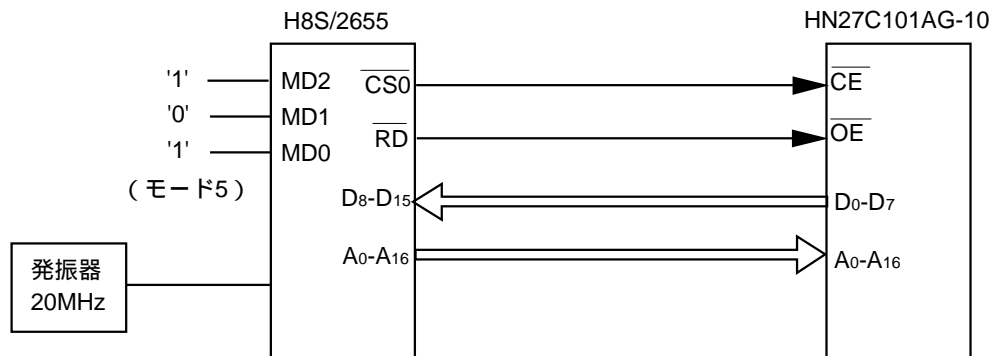 H8S/2655
HN27C101AG-10
'1'
MD2
CS0
CE
'0'
MD1
RD
OE
'1'
MD0
(モード5)
D8-D15
D0-D7
A0-A16
A0-A16
発振器
20MHz